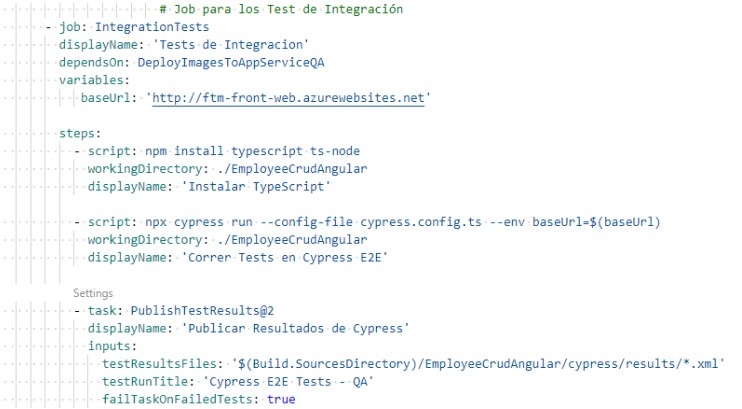 # Job para los Test de Integración
- job: IntegrationTests
displayName: 'Tests de Integracion'
dependsOn: DeployImagesToAppServiceQA
variables:
baseUrl: 'http://ftm-front-web.azurewebsites.net'
steps:
- script: npm install typescript ts-node
workingDirectory: ./EmployeeCrudAngular
displayName: 'Instalar TypeScript'
- script: npx cypress run --config-file cypress.config.ts --env baseUrl=$(baseUrl)
workingDirectory: ./EmployeeCrudAngular
displayName: 'Correr Tests en Cypress E2E'
Settings
- task: PublishTestResults@2
displayName: 'Publicar Resultados de Cypress'
inputs:
testResultsFiles: '$(Build.SourcesDirectory)/EmployeeCrudAngular/cypress/results/*.xml'
testRunTitle: 'Cypress E2E Tests - QA'
failTaskOnFailedTests: true